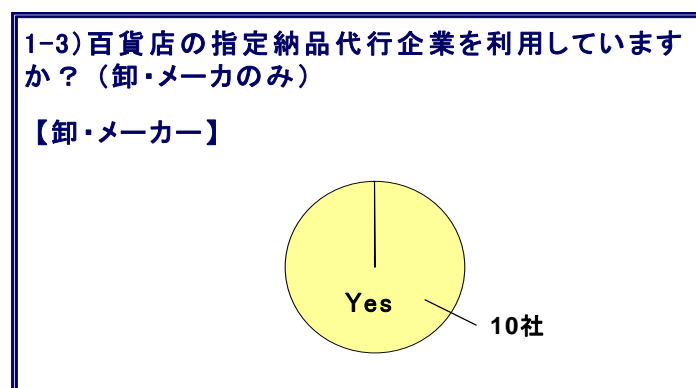 1-3)百貨店の指定納品代行企業を利用しています
か？（卸・メーカのみ）
【卸・メーカー】
Yes
10社